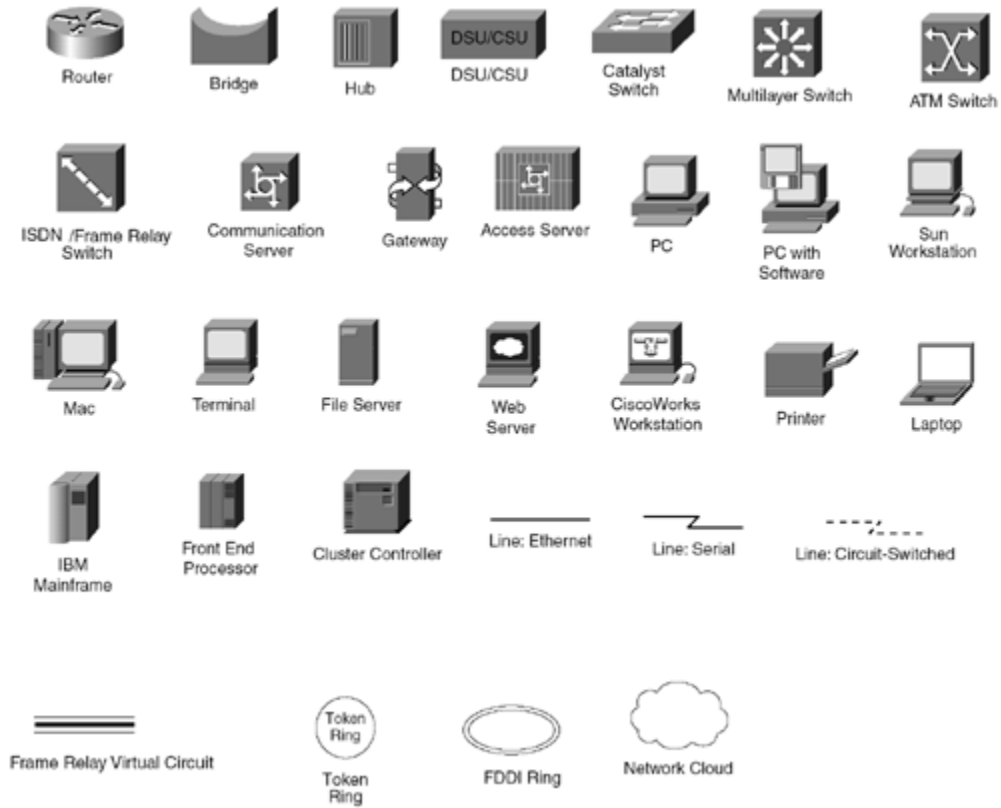 Router
Bridge
Hub
DSU/CSU
DSU/CSU
Catalyst
Switch
Multilayer Switch
ATM Switch
ISDN /Frame Relay
Switch
Communication
Server
Gateway
Access Server
PC
PC with
Software
Sun
Workstation
Mac
Terminal
File Server
Web
Server
CiscoWorks
Workstation
Printer
Laptop
IBM
Mainframe
Front End
Processor
Cluster Controller
Line: Ethernet
Line: Serial
Line: Circuit-Switched
Frame Relay Virtual Circuit
Token
Ring
Token
Ring
FDDI Ring
Network Cloud